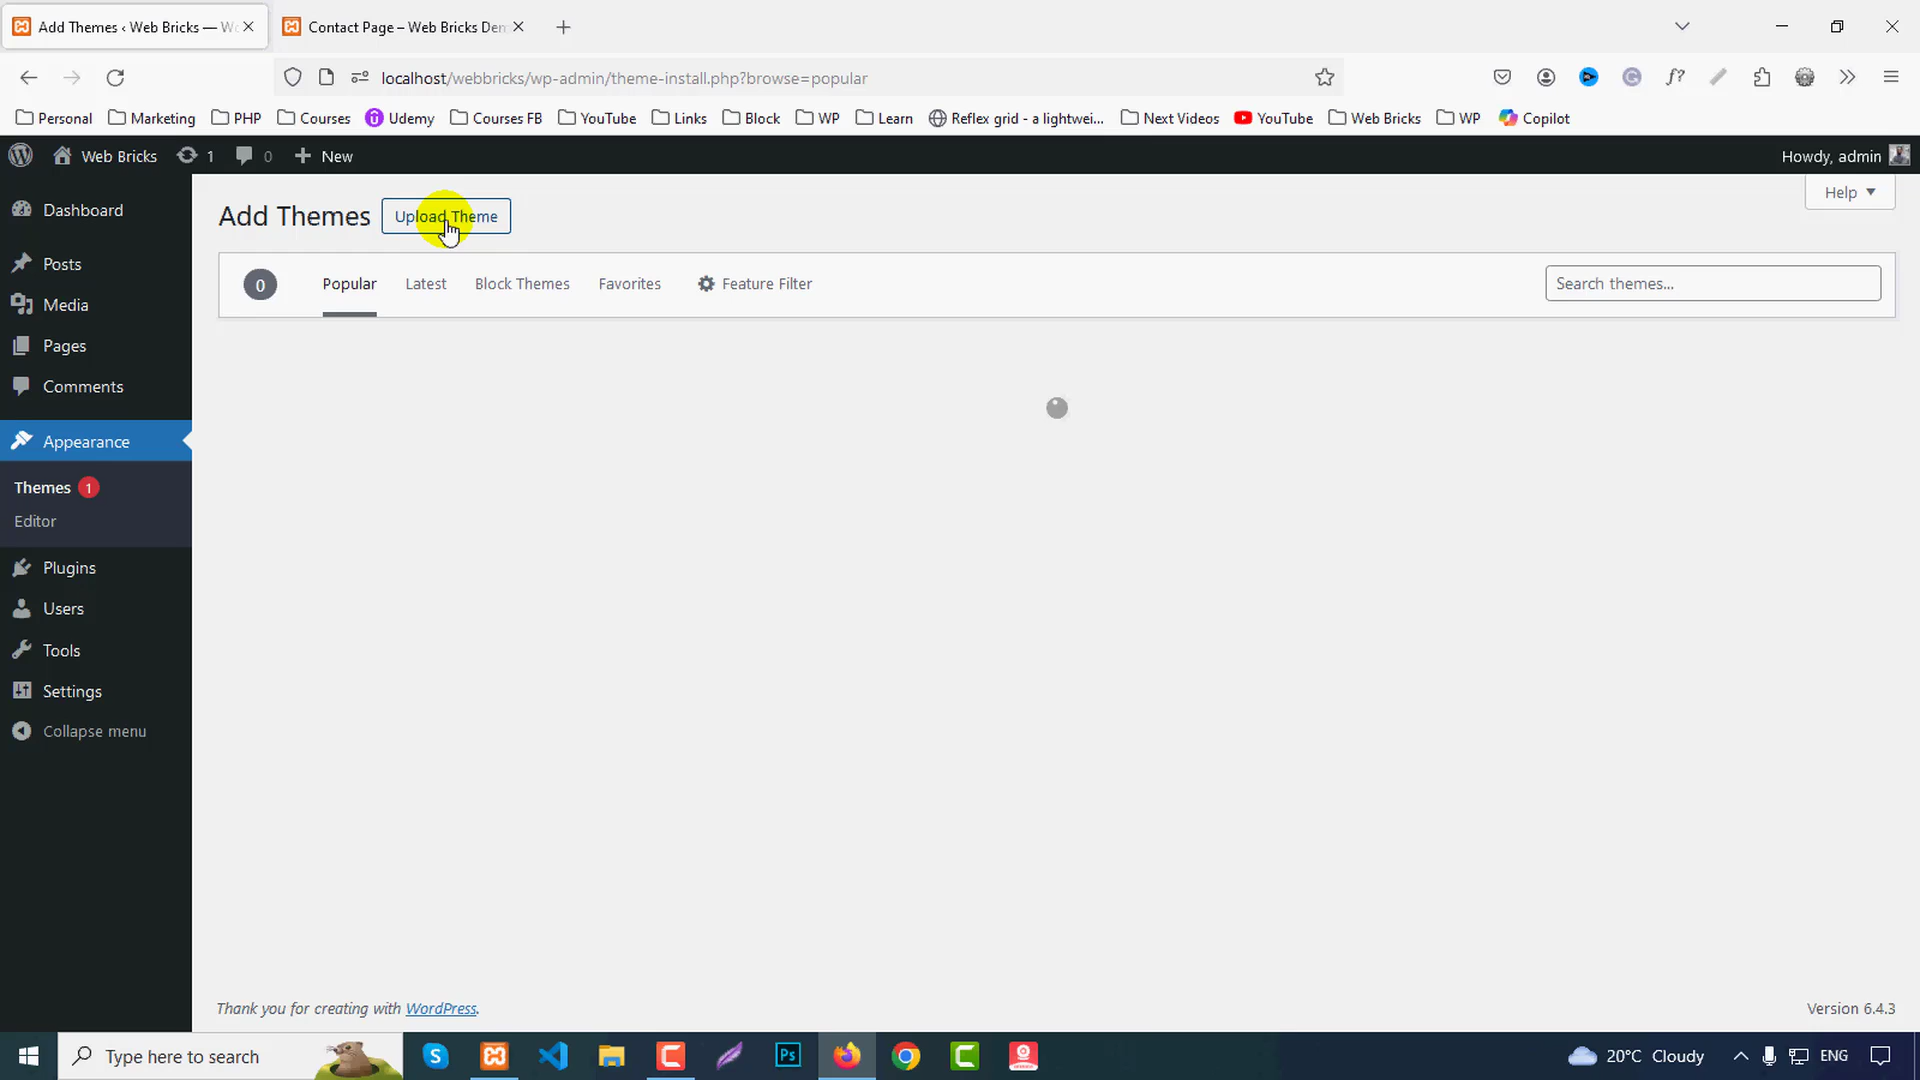 Add Themes ‹ Web Bricks — Wo
Contact Page – Web Bricks Dem
localhost/webbricks/wp-admin/theme-install.php?browse=popular
Personal Marketing PHP Courses Udemy Courses FB YouTube Links Block WP Learn Reflex grid - a lightwei... Next Videos YouTube Web Bricks WP Copilot
Web Bricks 1 0 + New Howdy, admin
Dashboard
Posts
Media
Pages
Comments
Appearance
Themes 1
Editor
Plugins
Users
Tools
Settings
Collapse menu
Help
Add Themes Upload Theme
0 Popular Latest Block Themes Favorites Feature Filter Search themes...
Thank you for creating with WordPress. Version 6.4.3
Type here to search 20°C Cloudy ENG